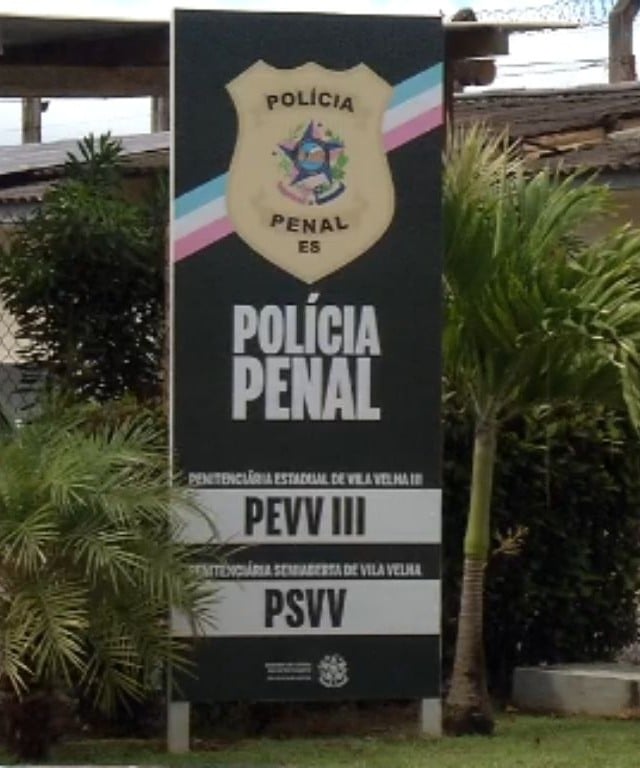 POLÍCIA
PENAL
ES
POLÍCIA
PENAL
PENITENCIÁRIA ESTADUAL DE VILA VELHA III
PEVV III
PENITENCIÁRIA SEMIABERTA DE VILA VELHA
PSVV